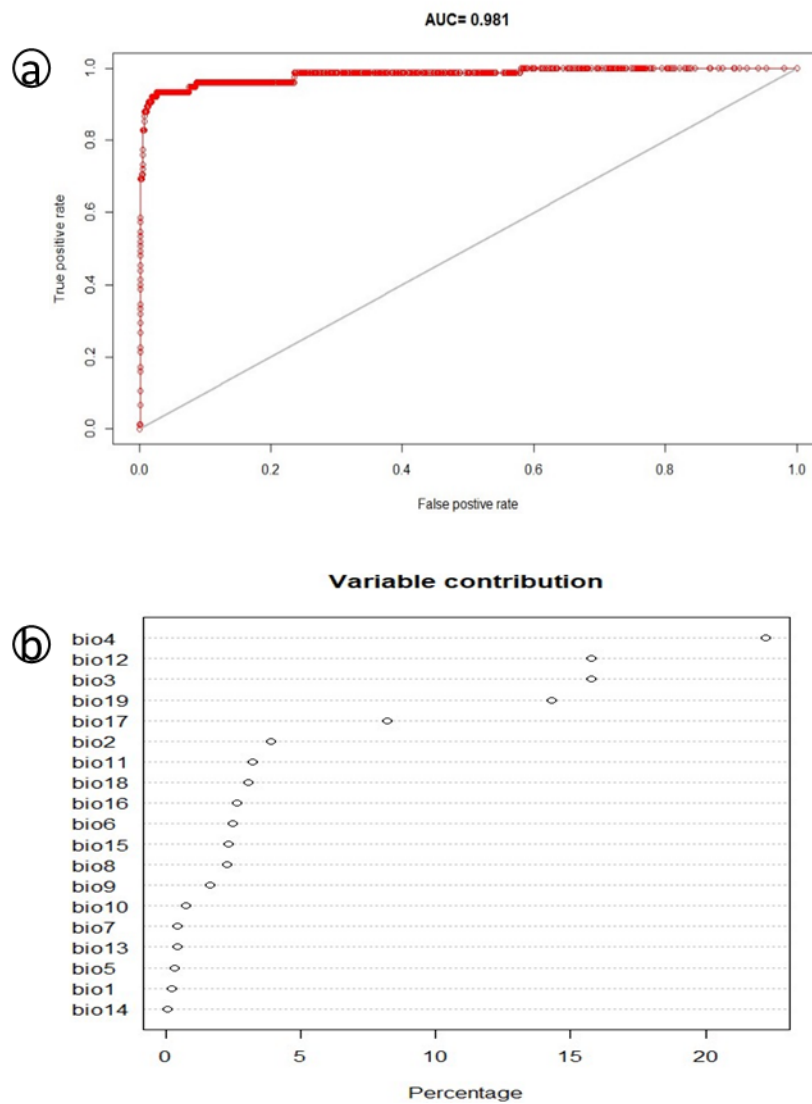 AUC= 0.981
a
1.0
0.8
0.6
0.4
0.2
0.0
True positive rate
0.0 0.2 0.4 0.6 0.8 1.0
False postive rate
Variable contribution
b
bio4
bio12
bio3
bio19
bio17
bio2
bio11
bio18
bio16
bio6
bio15
bio8
bio9
bio10
bio7
bio13
bio5
bio1
bio14
0 5 10 15 20
Percentage